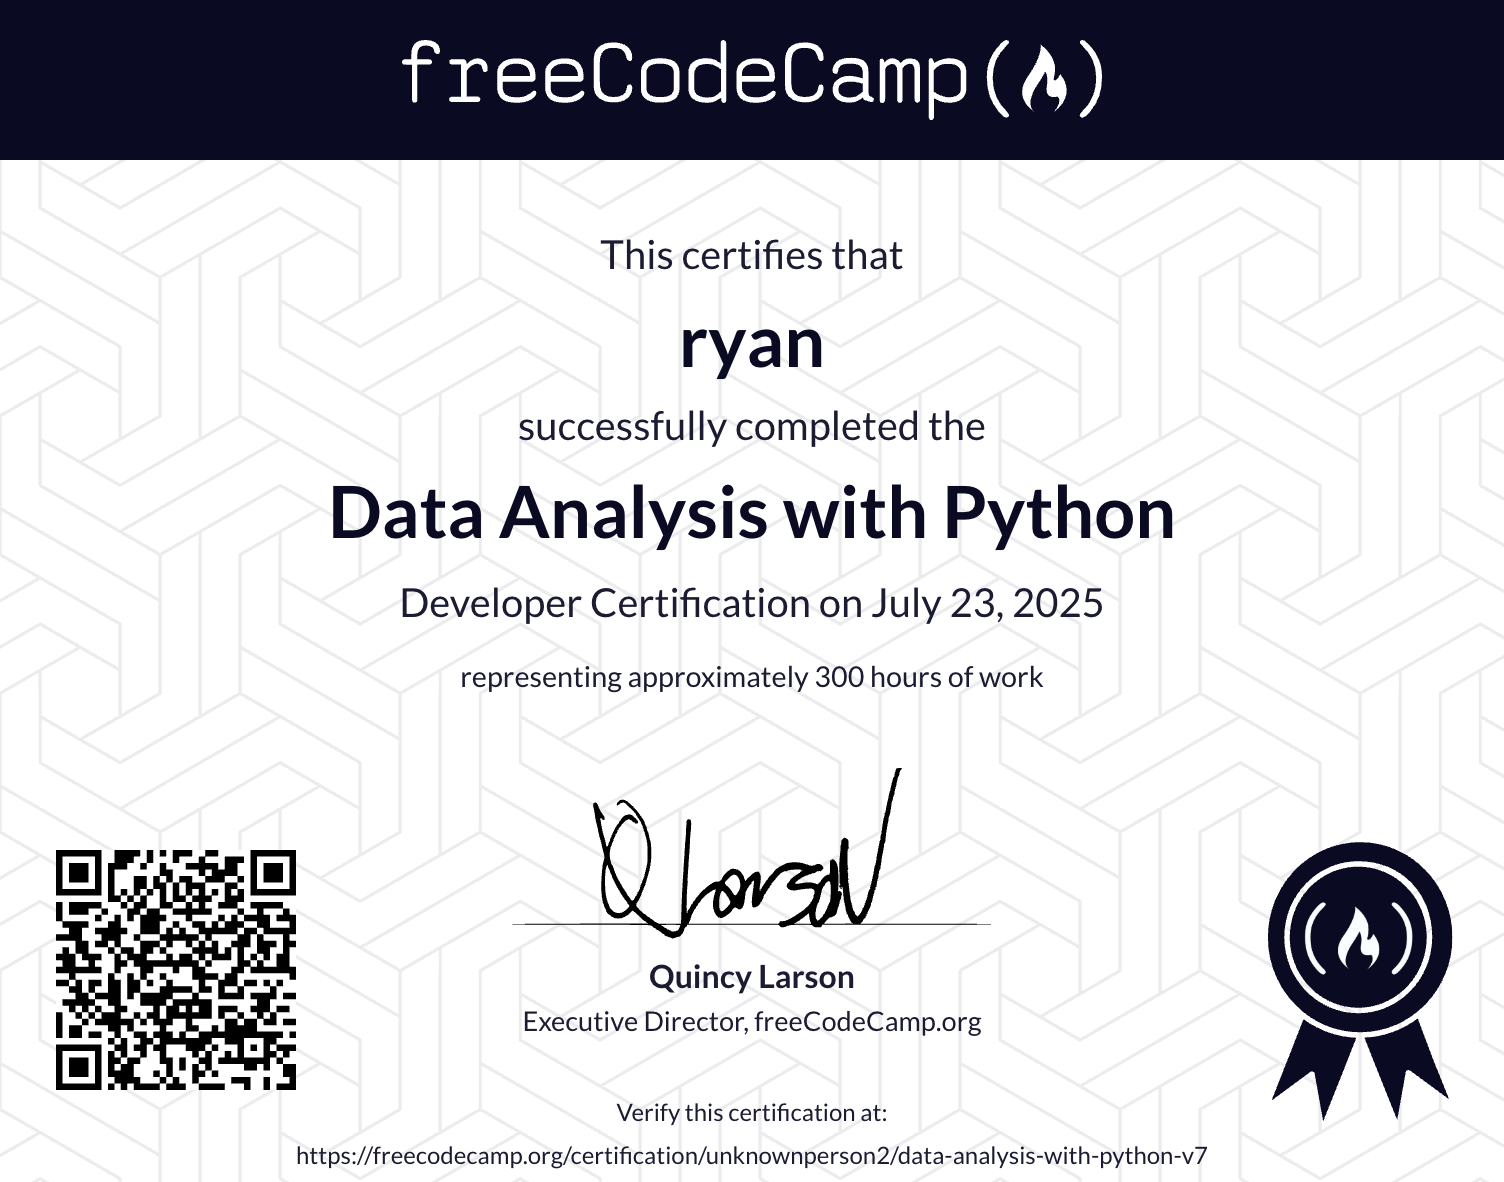 freeCodeCamp
This certifies that
ryan
successfully completed the
Data Analysis with Python
Developer Certification on July 23, 2025
representing approximately 300 hours of work
Q Larson
Quincy Larson
Executive Director, freeCodeCamp.org
Verify this certification at:
https://freecodecamp.org/certification/unknownperson2/data-analysis-with-python-v7